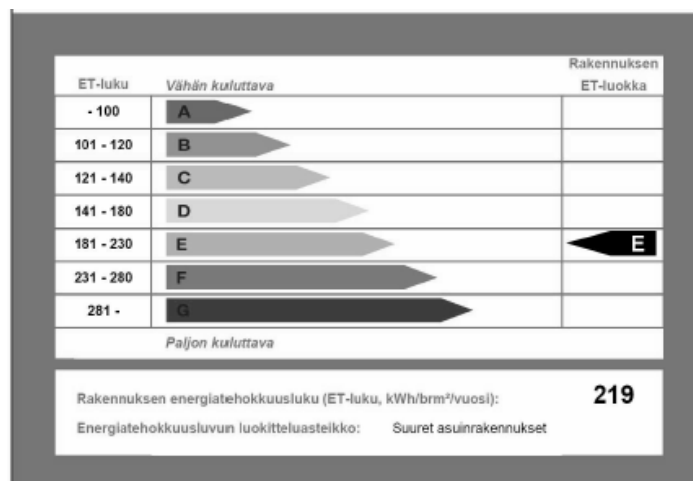 Rakennuksen
ET-luku Vähän kuluttava ET-luokka
- 100 A
101 - 120 B
121 - 140 C
141 - 180 D
181 - 230 E E
231 - 280 F
281 - G
Paljon kuluttava
Rakennuksen energiatehokkuusluku (ET-luku, kWh/brm²/vuosi): 219
Energiatehokkuusluvun luokitteluasteikko: Suuret asuinrakennukset